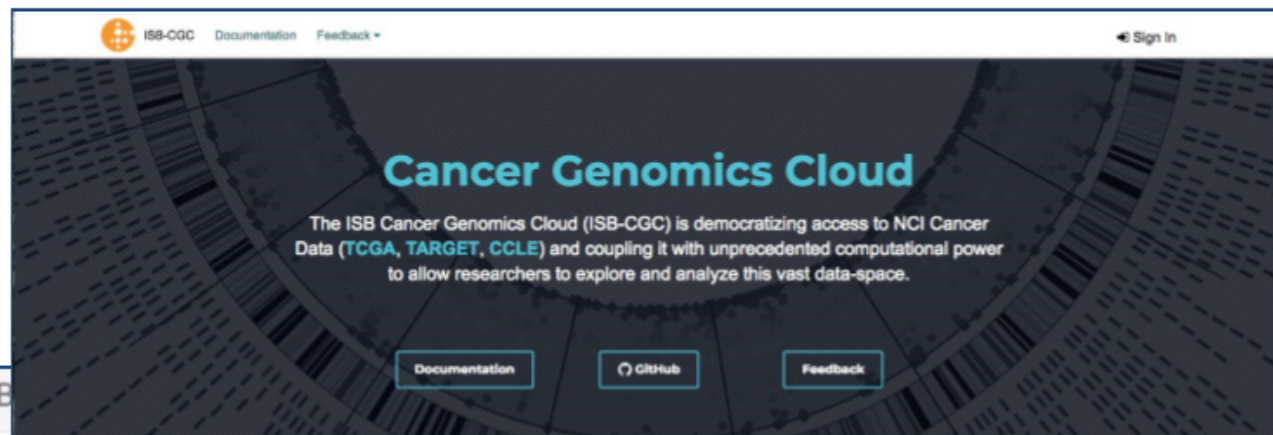 ISB-CGC Documentation Feedback Sign In
Cancer Genomics Cloud
The ISB Cancer Genomics Cloud (ISB-CGC) is democratizing access to NCI Cancer
Data (TCGA, TARGET, CCLE) and coupling it with unprecedented computational power
to allow researchers to explore and analyze this vast data-space.
Documentation GitHub Feedback
B